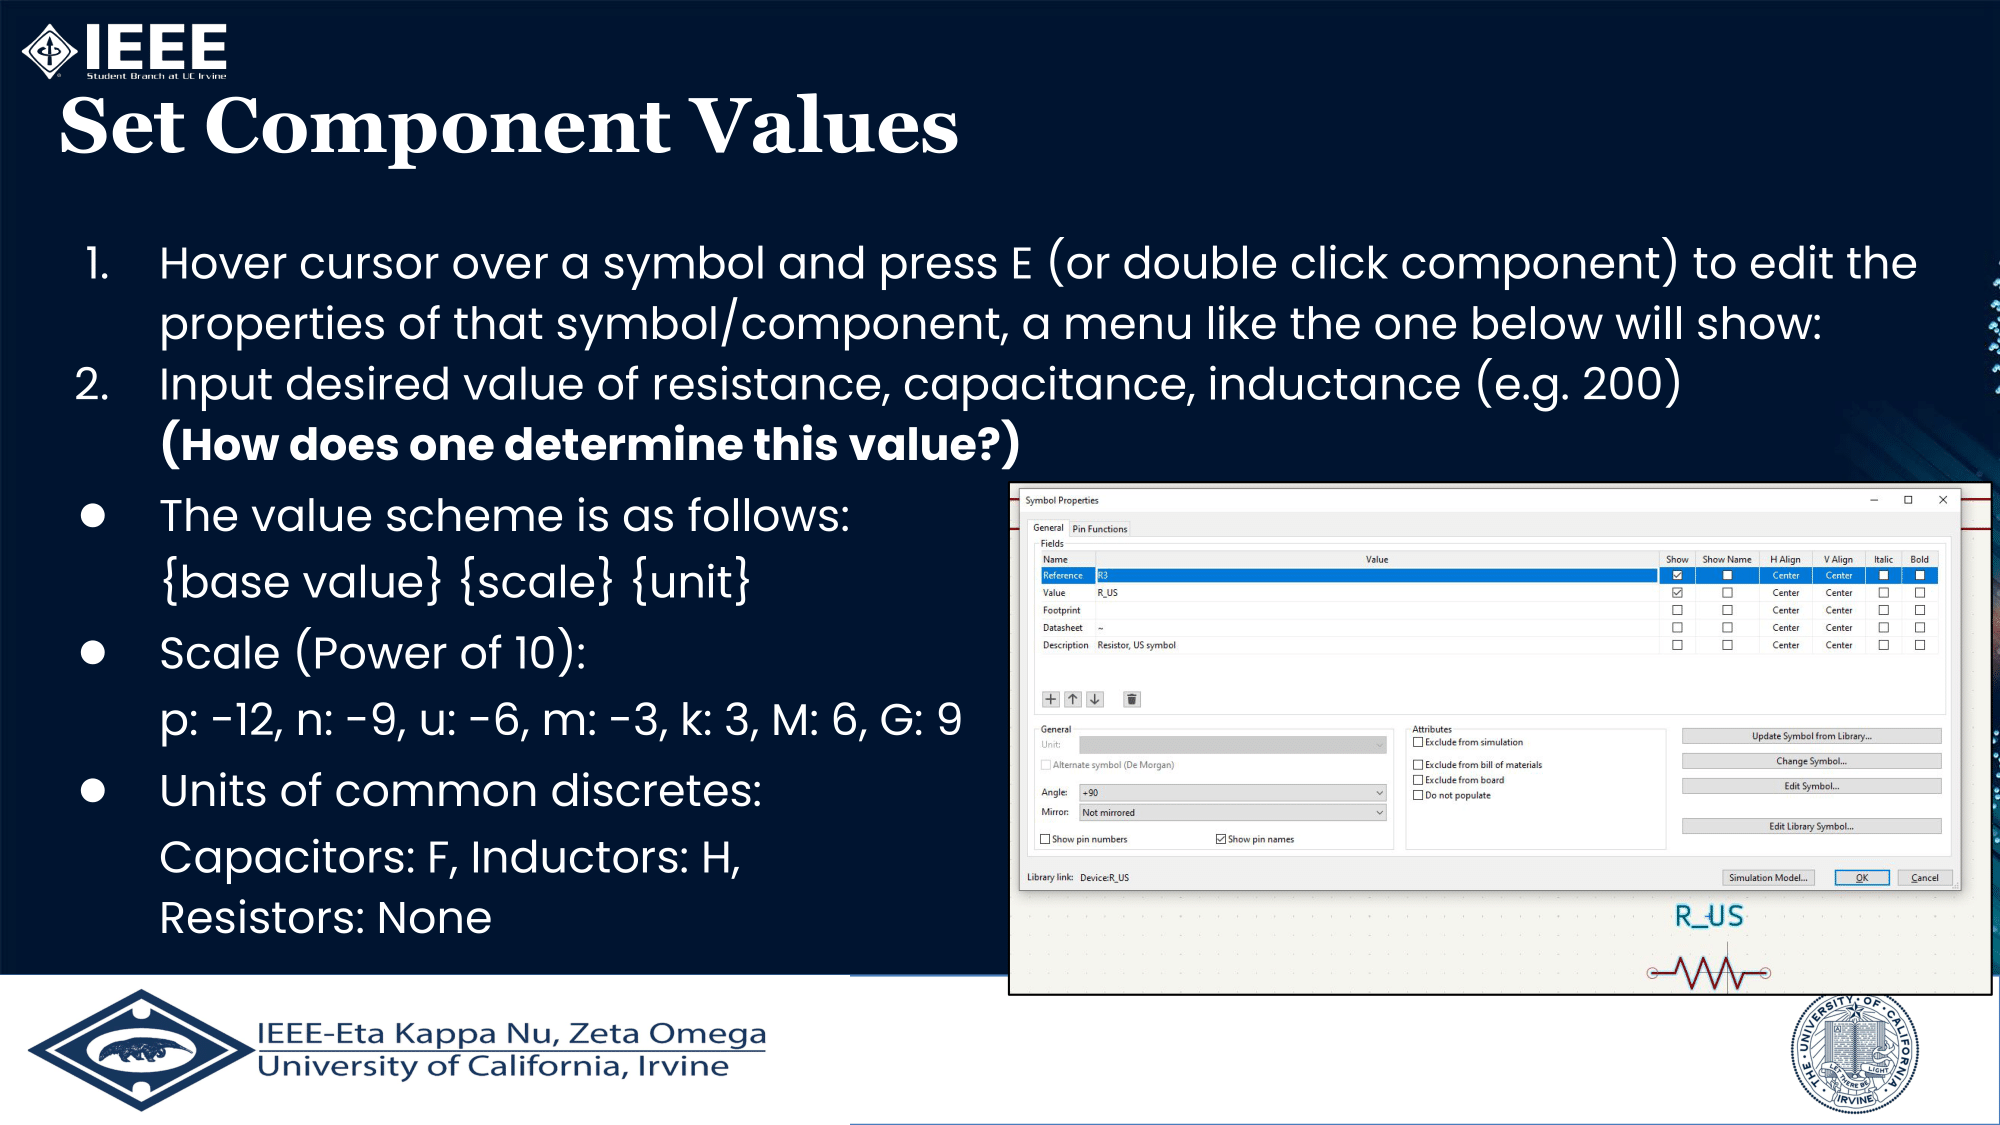 IEEE
Student Branch at UC Irvine
Set Component Values
1. Hover cursor over a symbol and press E (or double click component) to edit the
properties of that symbol/component, a menu like the one below will show:
2. Input desired value of resistance, capacitance, inductance (e.g. 200)
(How does one determine this value?)
● The value scheme is as follows:
{base value} {scale} {unit}
● Scale (Power of 10):
p: -12, n: -9, u: -6, m: -3, k: 3, M: 6, G: 9
● Units of common discretes:
Capacitors: F, Inductors: H,
Resistors: None
Symbol Properties
General Pin Functions
Fields
Name Value Show Show Name H Align V Align Italic Bold
Reference R3 Center Center
Value R_US Center Center
Footprint Center Center
Datasheet ~ Center Center
Description Resistor, US symbol Center Center
General
Unit:
Alternate symbol (De Morgan)
Angle: +90
Mirror: Not mirrored
Show pin numbers Show pin names
Attributes
Exclude from simulation
Exclude from bill of materials
Exclude from board
Do not populate
Update Symbol from Library...
Change Symbol...
Edit Symbol...
Edit Library Symbol...
Library link: Device:R_US
Simulation Model... OK Cancel
R_US
IEEE-Eta Kappa Nu, Zeta Omega
University of California, Irvine
THE UNIVERSITY OF CALIFORNIA
LET THERE BE LIGHT
IRVINE